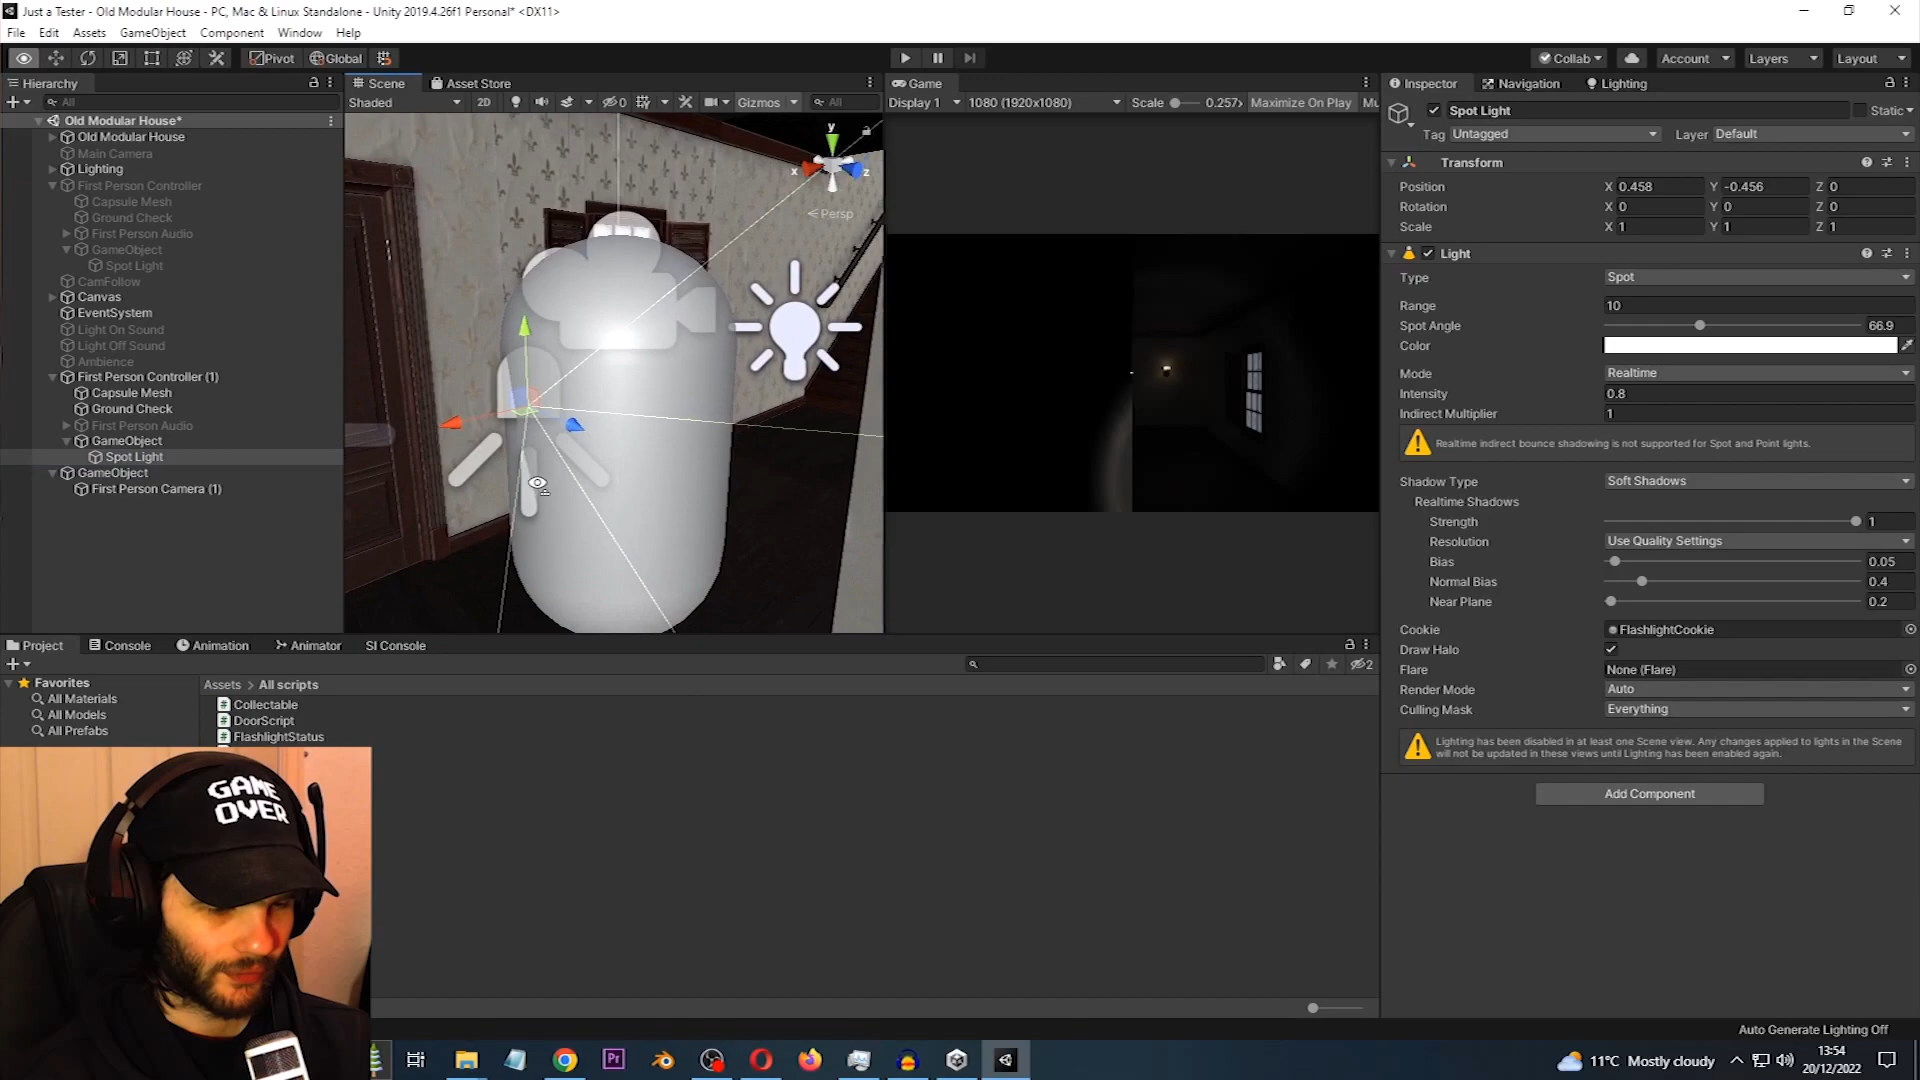 Just a Tester - Old Modular House - PC, Mac & Linux Standalone - Unity 2019.4.26f1 Personal* <DX11>
File Edit Assets GameObject Component Window Help
Pivot Global Collab Account Layers Layout
Hierarchy
All
Old Modular House*
Old Modular House
Main Camera
Lighting
First Person Controller
Capsule Mesh
Ground Check
First Person Audio
GameObject
Spot Light
CamFollow
Canvas
EventSystem
Light On Sound
Light Off Sound
Ambience
First Person Controller (1)
Capsule Mesh
Ground Check
First Person Audio
GameObject
Spot Light
GameObject
First Person Camera (1)
Scene Asset Store
Shaded 2D 0 Gizmos All
y
x z
Persp
Game
Display 1 1080 (1920x1080) Scale 0.257x Maximize On Play Mu
Inspector Navigation Lighting
Spot Light Static
Tag Untagged Layer Default
Transform
Position X 0.458 Y -0.456 Z 0
Rotation X 0 Y 0 Z 0
Scale X 1 Y 1 Z 1
Light
Type Spot
Range 10
Spot Angle 66.9
Color
Mode Realtime
Intensity 0.8
Indirect Multiplier 1
Realtime indirect bounce shadowing is not supported for Spot and Point lights.
Shadow Type Soft Shadows
Realtime Shadows
Strength 1
Resolution Use Quality Settings
Bias 0.05
Normal Bias 0.4
Near Plane 0.2
Cookie FlashlightCookie
Draw Halo
Flare None (Flare)
Render Mode Auto
Culling Mask Everything
Lighting has been disabled in at least one Scene view. Any changes applied to lights in the Scene
will not be updated in these views until Lighting has been enabled again.
Add Component
Project Console Animation Animator SI Console
2
Favorites
All Materials
All Models
All Prefabs
Assets > All scripts
Collectable
DoorScript
FlashlightStatus
GAME
OVER
Auto Generate Lighting Off
Pr
11°C Mostly cloudy
13:54
20/12/2022